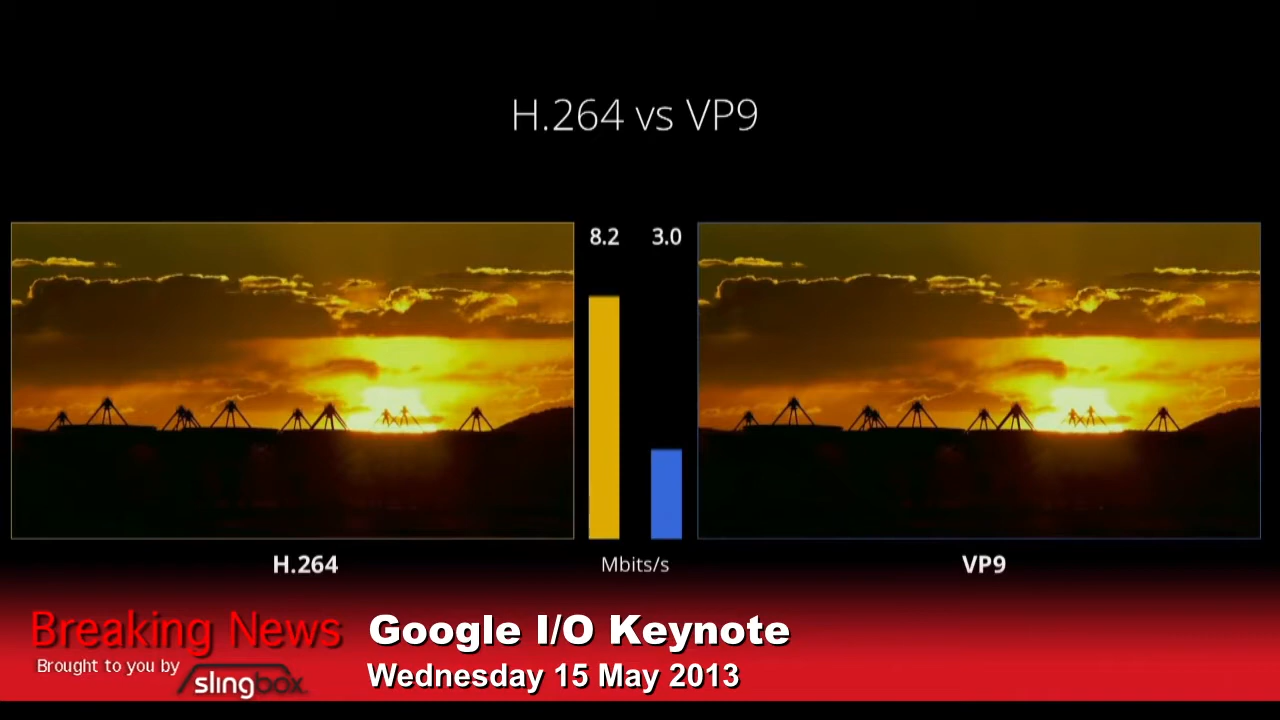 H.264 vs VP9
8.2 3.0
H.264 Mbits/s VP9
Breaking News
Brought to you by slingbox
Google I/O Keynote
Wednesday 15 May 2013